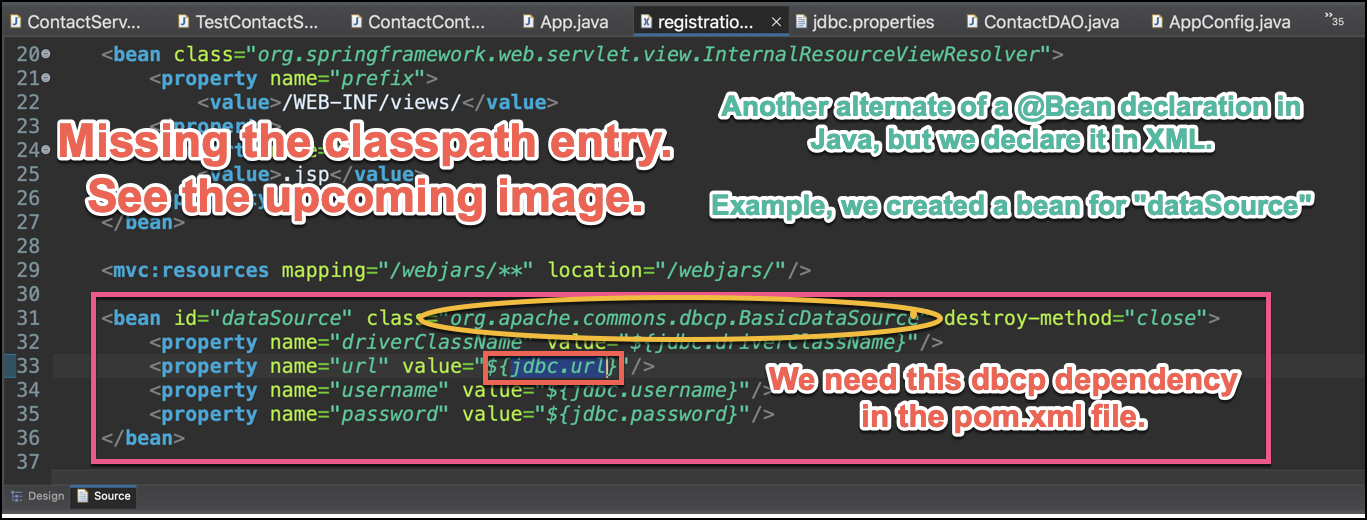 ContactServ... TestContactS... ContactCont... App.java registratio... × jdbc.properties ContactDAO.java AppConfig.java »35
20 <bean class="org.springframework.web.servlet.view.InternalResourceViewResolver">
21 <property name="prefix">
22 <value>/WEB-INF/views/</value>
Another alternate of a @Bean declaration in
Java, but we declare it in XML.
23
Missing the classpath entry.
24
25 .jsp</value>
See the upcoming image.
26
Example, we created a bean for "dataSource"
27 </bean>
28
29 <mvc:resources mapping="/webjars/**" location="/webjars/"/>
30
31 <bean id="dataSource" class="org.apache.commons.dbcp.BasicDataSource" destroy-method="close">
32 <property name="driverClassName" value="${jdbc.driverClassName}"/>
33 <property name="url" value="${jdbc.url}"/>
34 <property name="username" value="${jdbc.username}"/>
35 <property name="password" value="${jdbc.password}"/>
36 </bean>
37
We need this dbcp dependency
in the pom.xml file.
Design Source